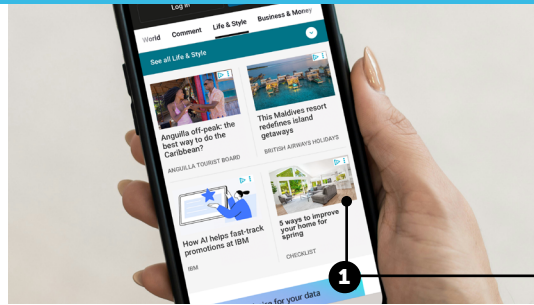 Log in
World Comment Life & Style Business & Money
See all Life & Style
Anguilla off-peak: the
best way to do the
Caribbean?
ANGUILLA TOURIST BOARD
This Maldives resort
redefines island
getaways
BRITISH AIRWAYS HOLIDAYS
How AI helps fast-track
promotions at IBM
IBM
5 ways to improve
your home for
spring
CHECKLIST
1
for your data